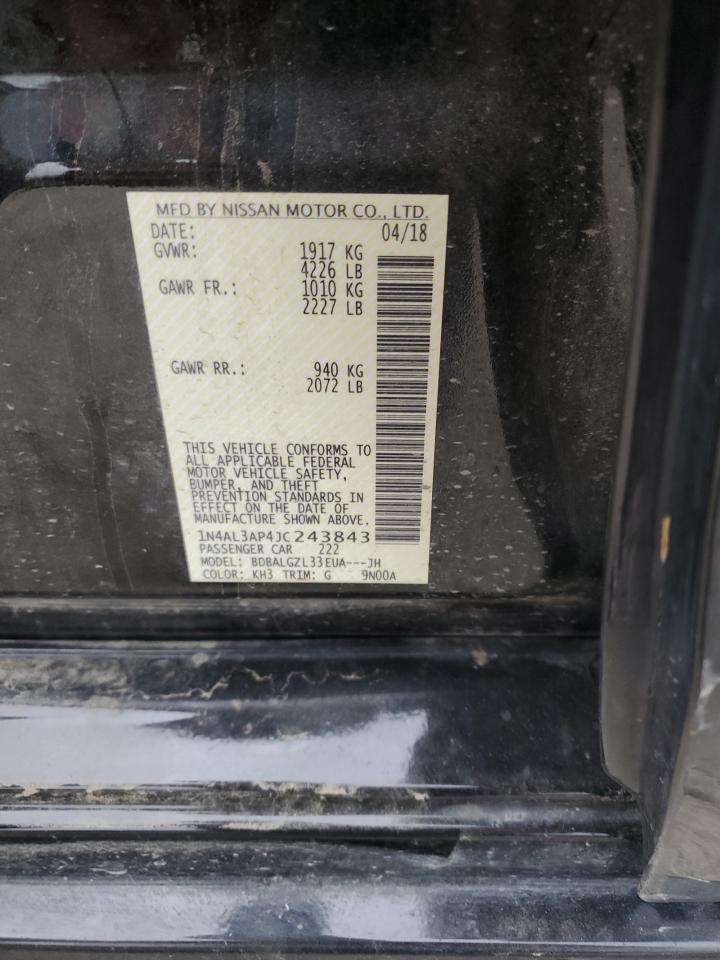 MFD BY NISSAN MOTOR CO., LTD.
DATE: 04/18
GVWR: 1917 KG
4226 LB
GAWR FR.: 1010 KG
2227 LB
GAWR RR.: 940 KG
2072 LB
THIS VEHICLE CONFORMS TO
ALL APPLICABLE FEDERAL
MOTOR VEHICLE SAFETY,
BUMPER, AND THEFT
PREVENTION STANDARDS IN
EFFECT ON THE DATE OF
MANUFACTURE SHOWN ABOVE.
1N4AL3AP4JC243843
PASSENGER CAR 222
MODEL: BDBALGZL33EUA---JH
COLOR: KH3 TRIM: G 9N00A